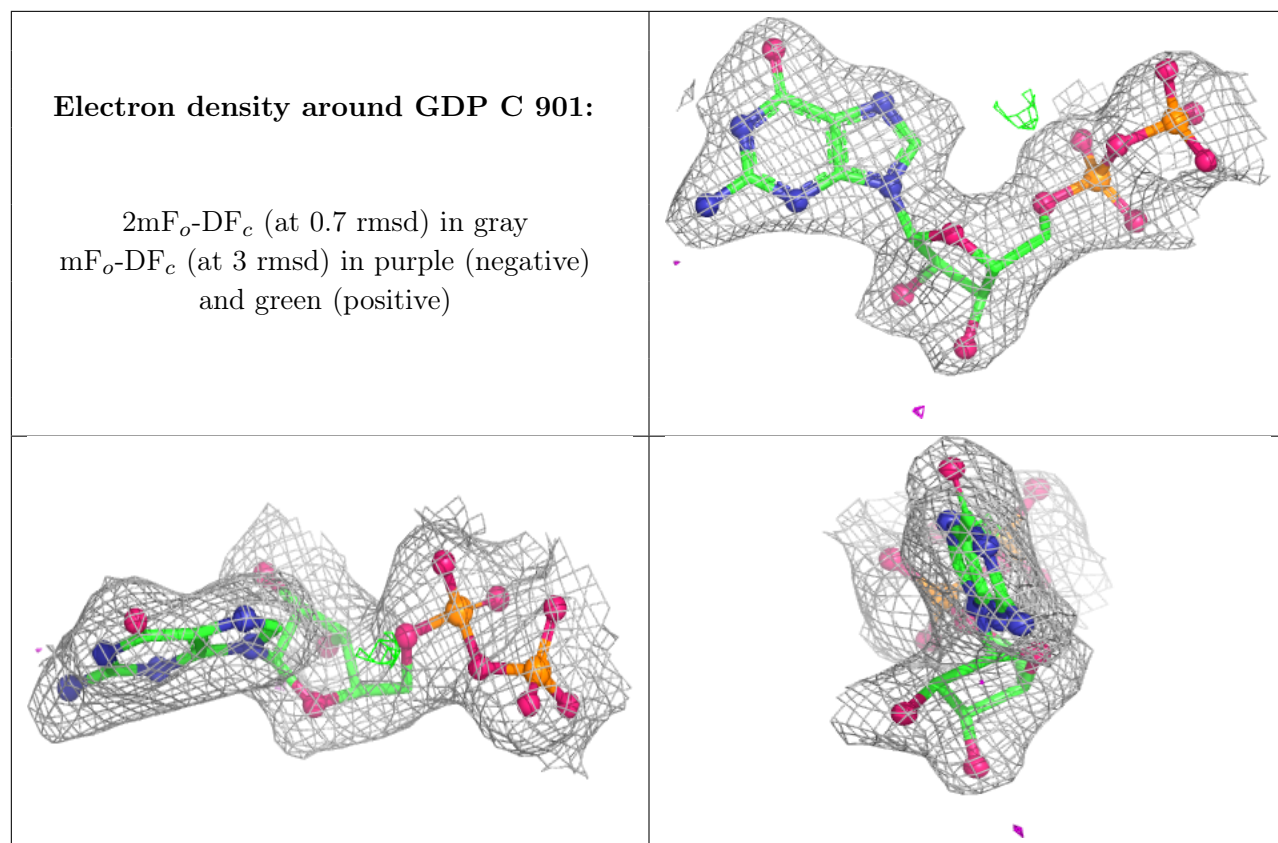 Electron density around GDP C 901:
2mFo-DFc (at 0.7 rmsd) in gray
mFo-DFc (at 3 rmsd) in purple (negative)
and green (positive)